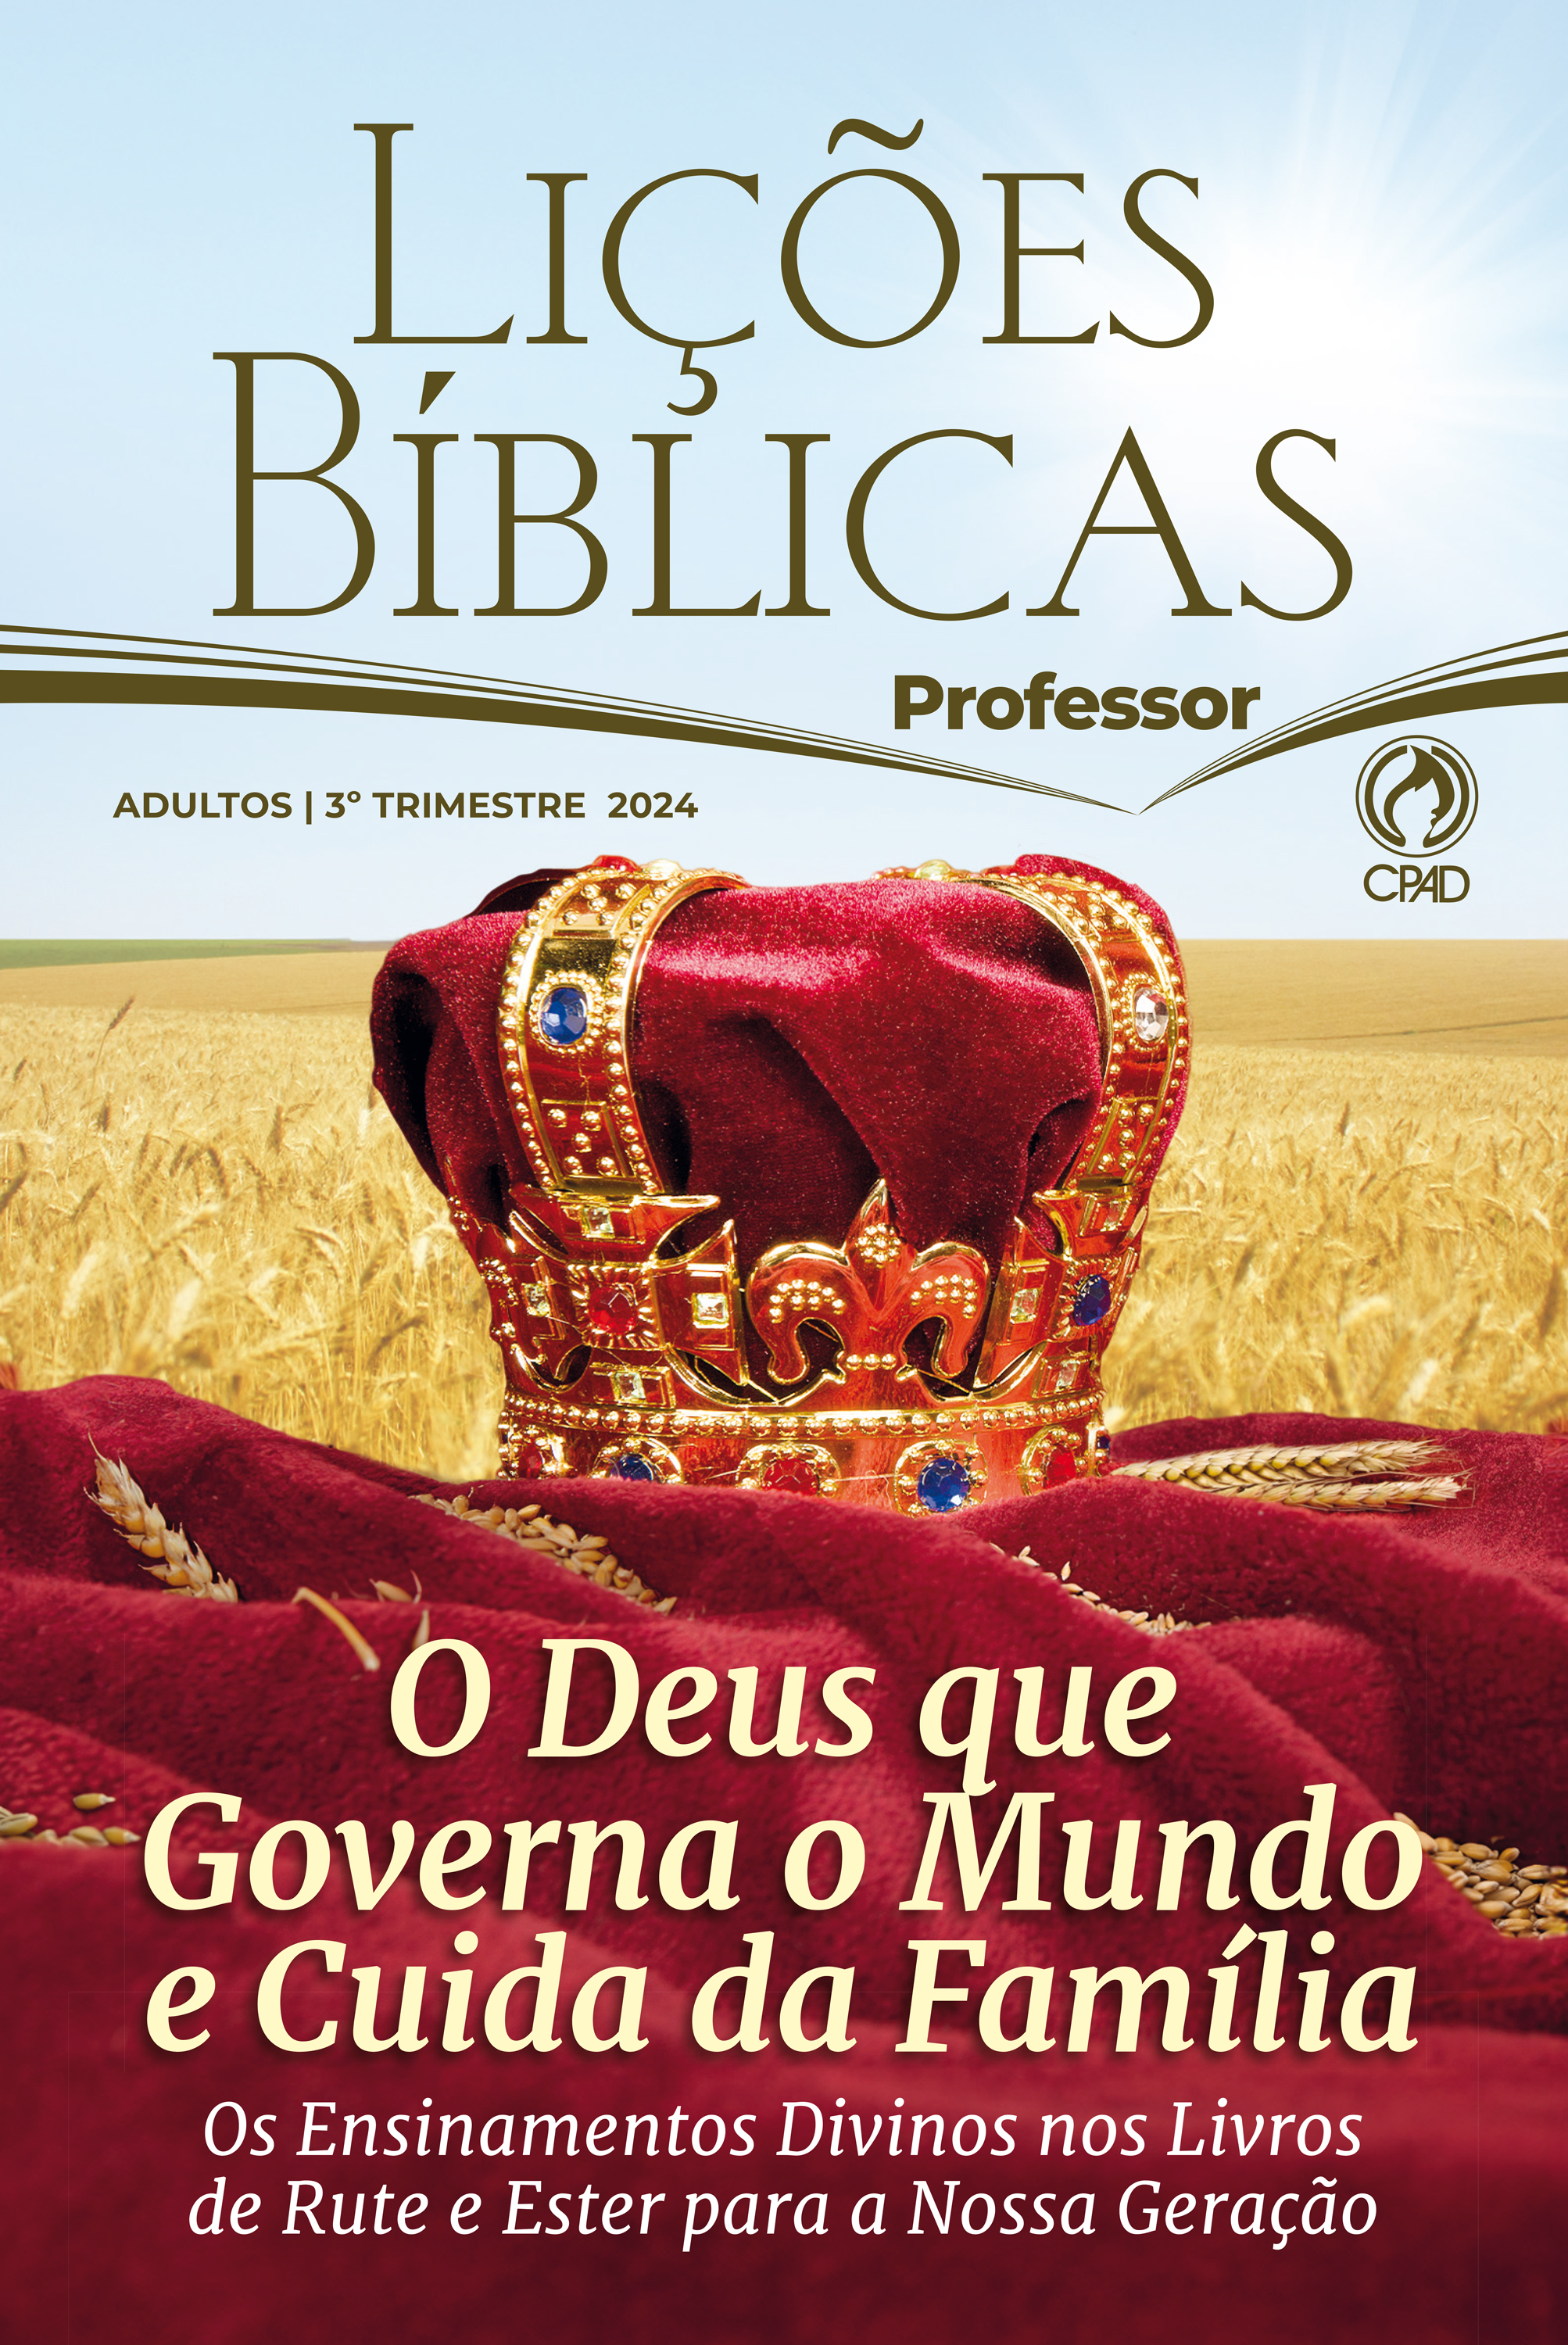 LIÇÕES
BÍBLICAS
Professor
ADULTOS | 3º TRIMESTRE 2024
CPAD
O Deus que
Governa o Mundo
e Cuida da Família
Os Ensinamentos Divinos nos Livros
de Rute e Ester para a Nossa Geração